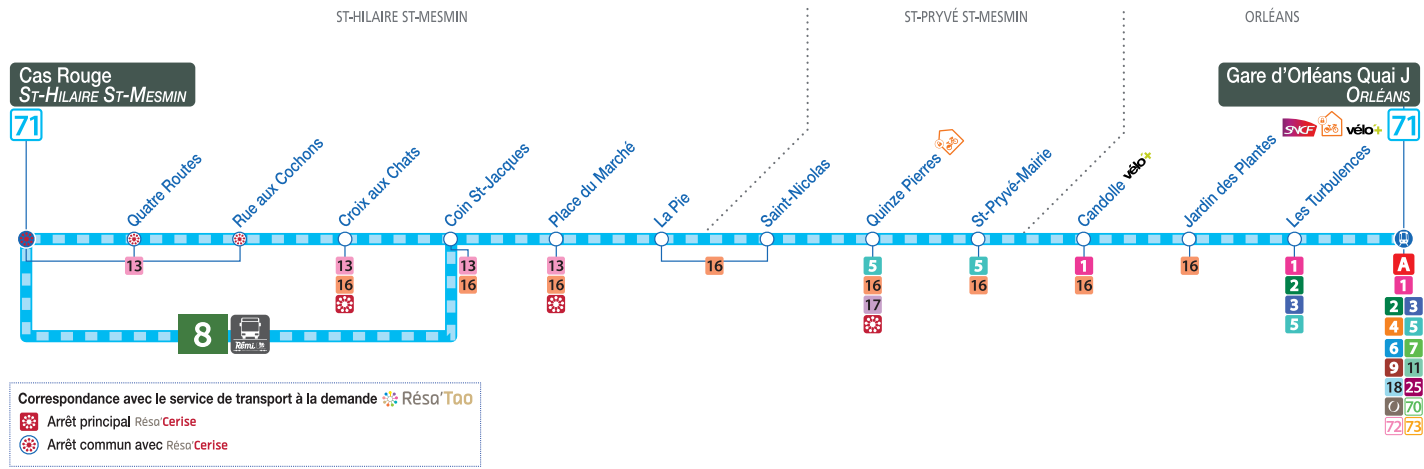 ST-HILAIRE ST-MESMIN
ST-PRYVÉ ST-MESMIN
ORLÉANS
Cas Rouge
ST-HILAIRE ST-MESMIN
71
Gare d'Orléans Quai J
ORLÉANS
SNCF
vélo+
71
Quatre Routes
Rue aux Cochons
Croix aux Chats
Coin St-Jacques
Place du Marché
La Pie
Saint-Nicolas
Quinze Pierres
St-Pryvé-Mairie
Candolle vélo+
Jardin des Plantes
Les Turbulences
13
13
16
13
16
13
16
16
5
16
17
5
16
1
16
16
1
2
3
5
A
1
2 3
4 5
6 7
9 11
18 25
O 70
72 73
8
Rémi
Correspondance avec le service de transport à la demande Résa'Tao
Arrêt principal Résa'Cerise
Arrêt commun avec Résa'Cerise